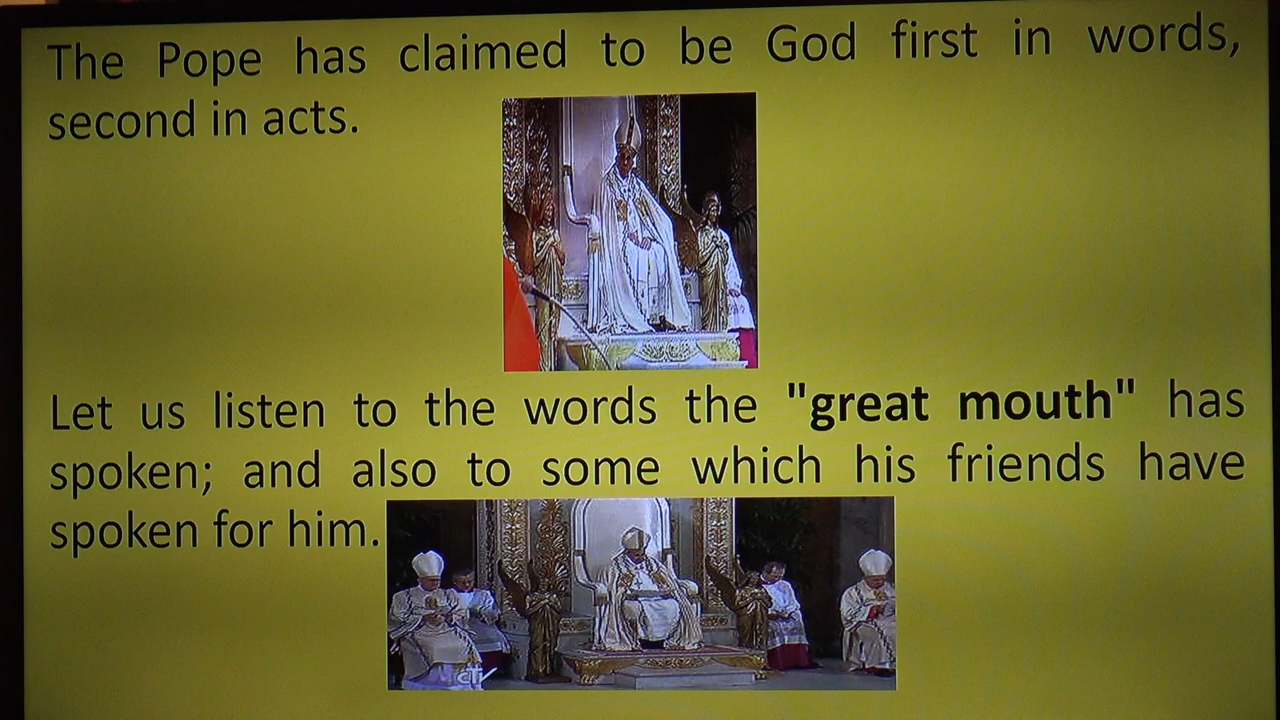 The Pope has claimed to be God first in words,
second in acts.
Let us listen to the words the "great mouth" has
spoken; and also to some which his friends have
spoken for him.
CTV